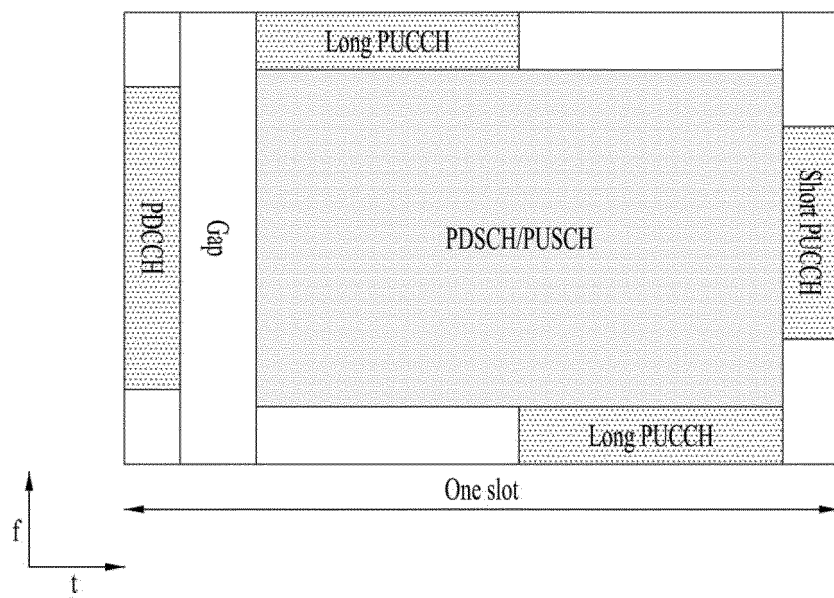 Long PUCCH
PDCCH
Gap
PDSCH/PUSCH
Short PUCCH
Long PUCCH
One slot
f
t